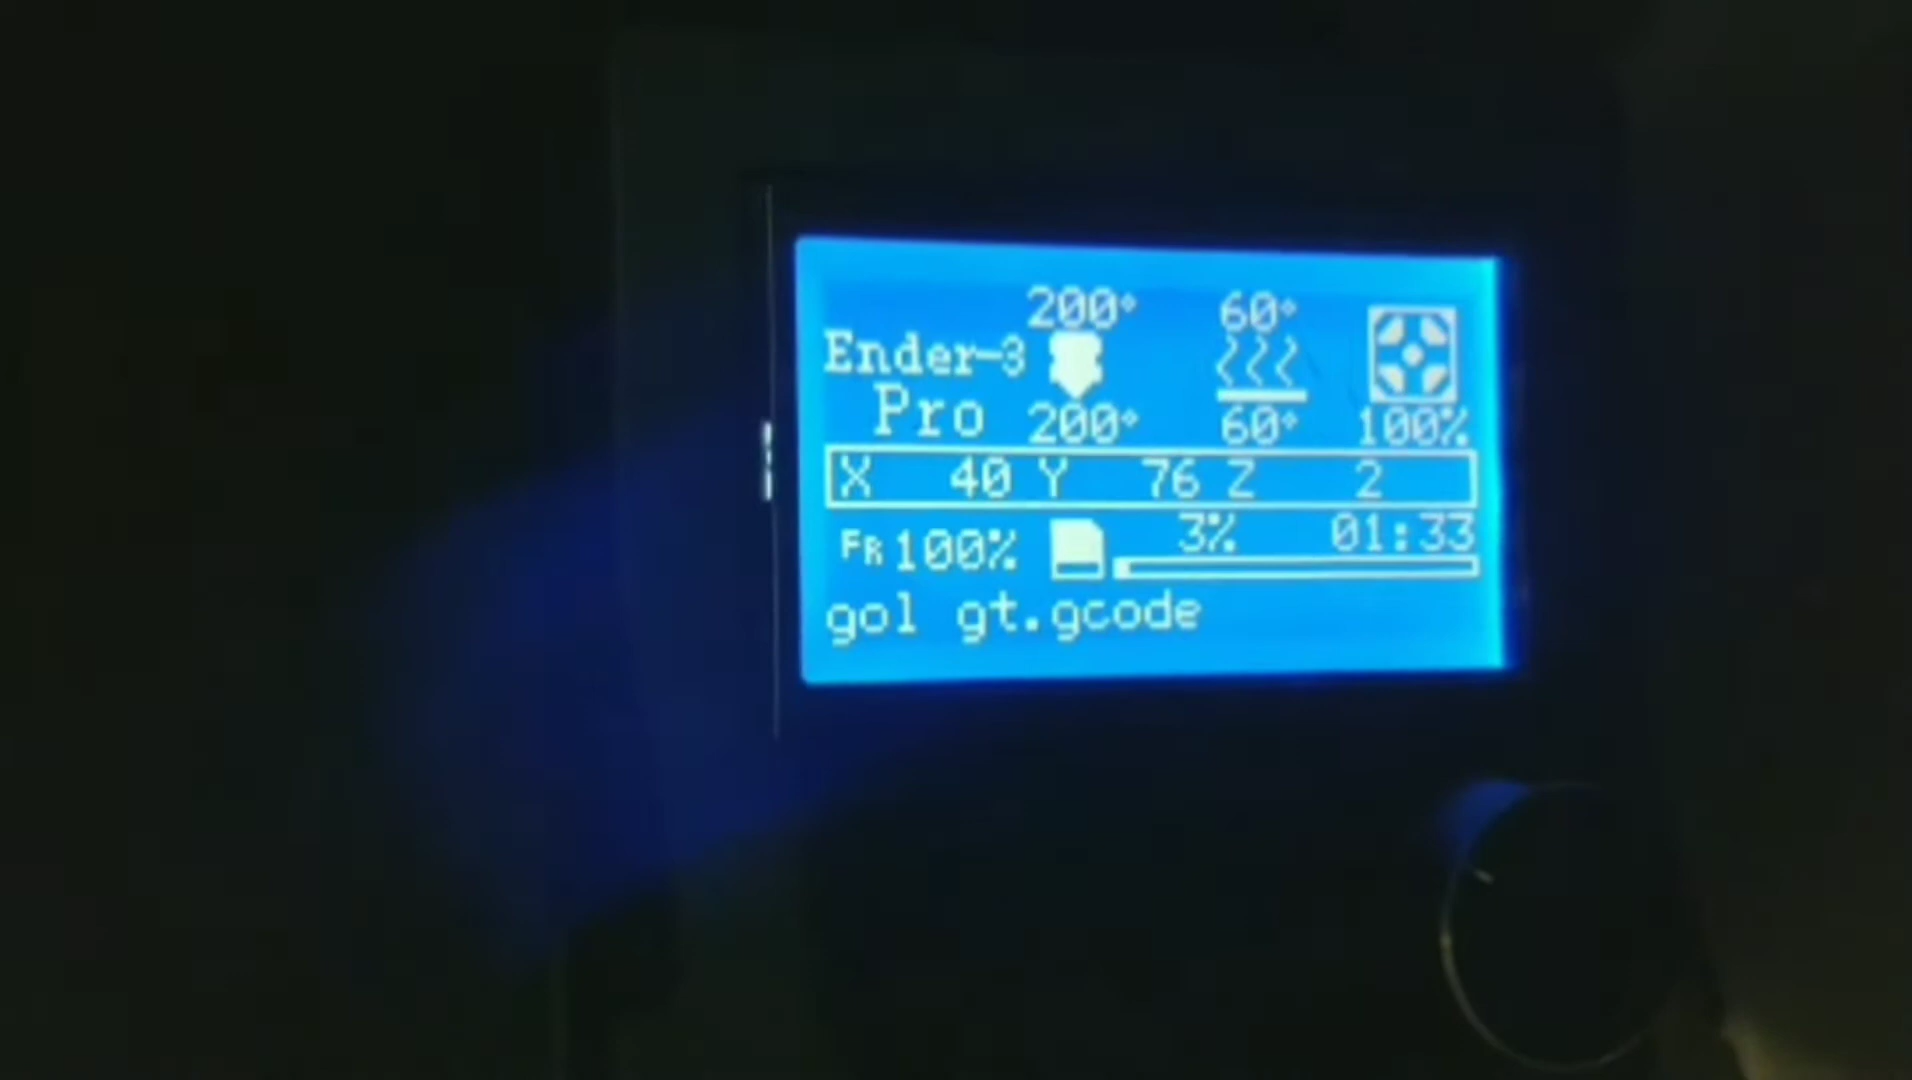 200° 60°
Ender-3
Pro 200° 60° 100%
X 40 Y 76 Z 2
FR 100% 3% 01:33
gol gt.gcode